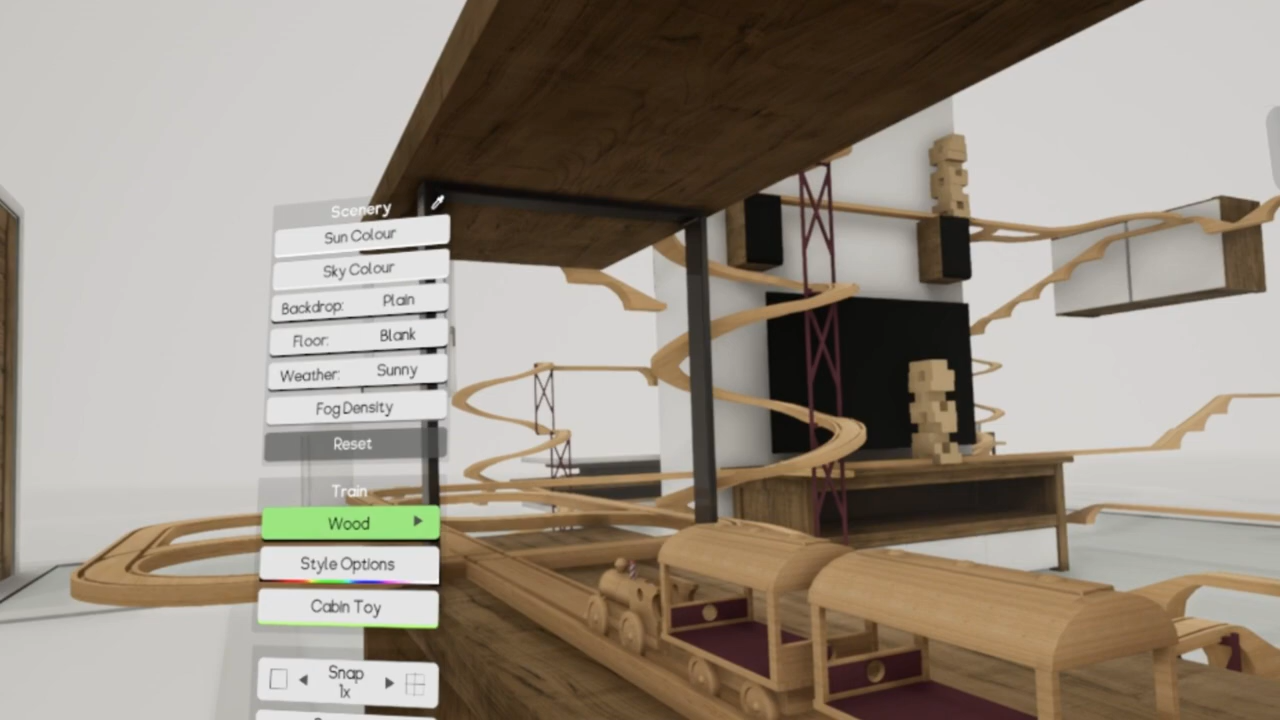 Scenery
Sun Colour
Sky Colour
Backdrop: Plain
Floor: Blank
Weather: Sunny
Fog Density
Reset
Train
Wood
Style Options
Cabin Toy
Snap
1x